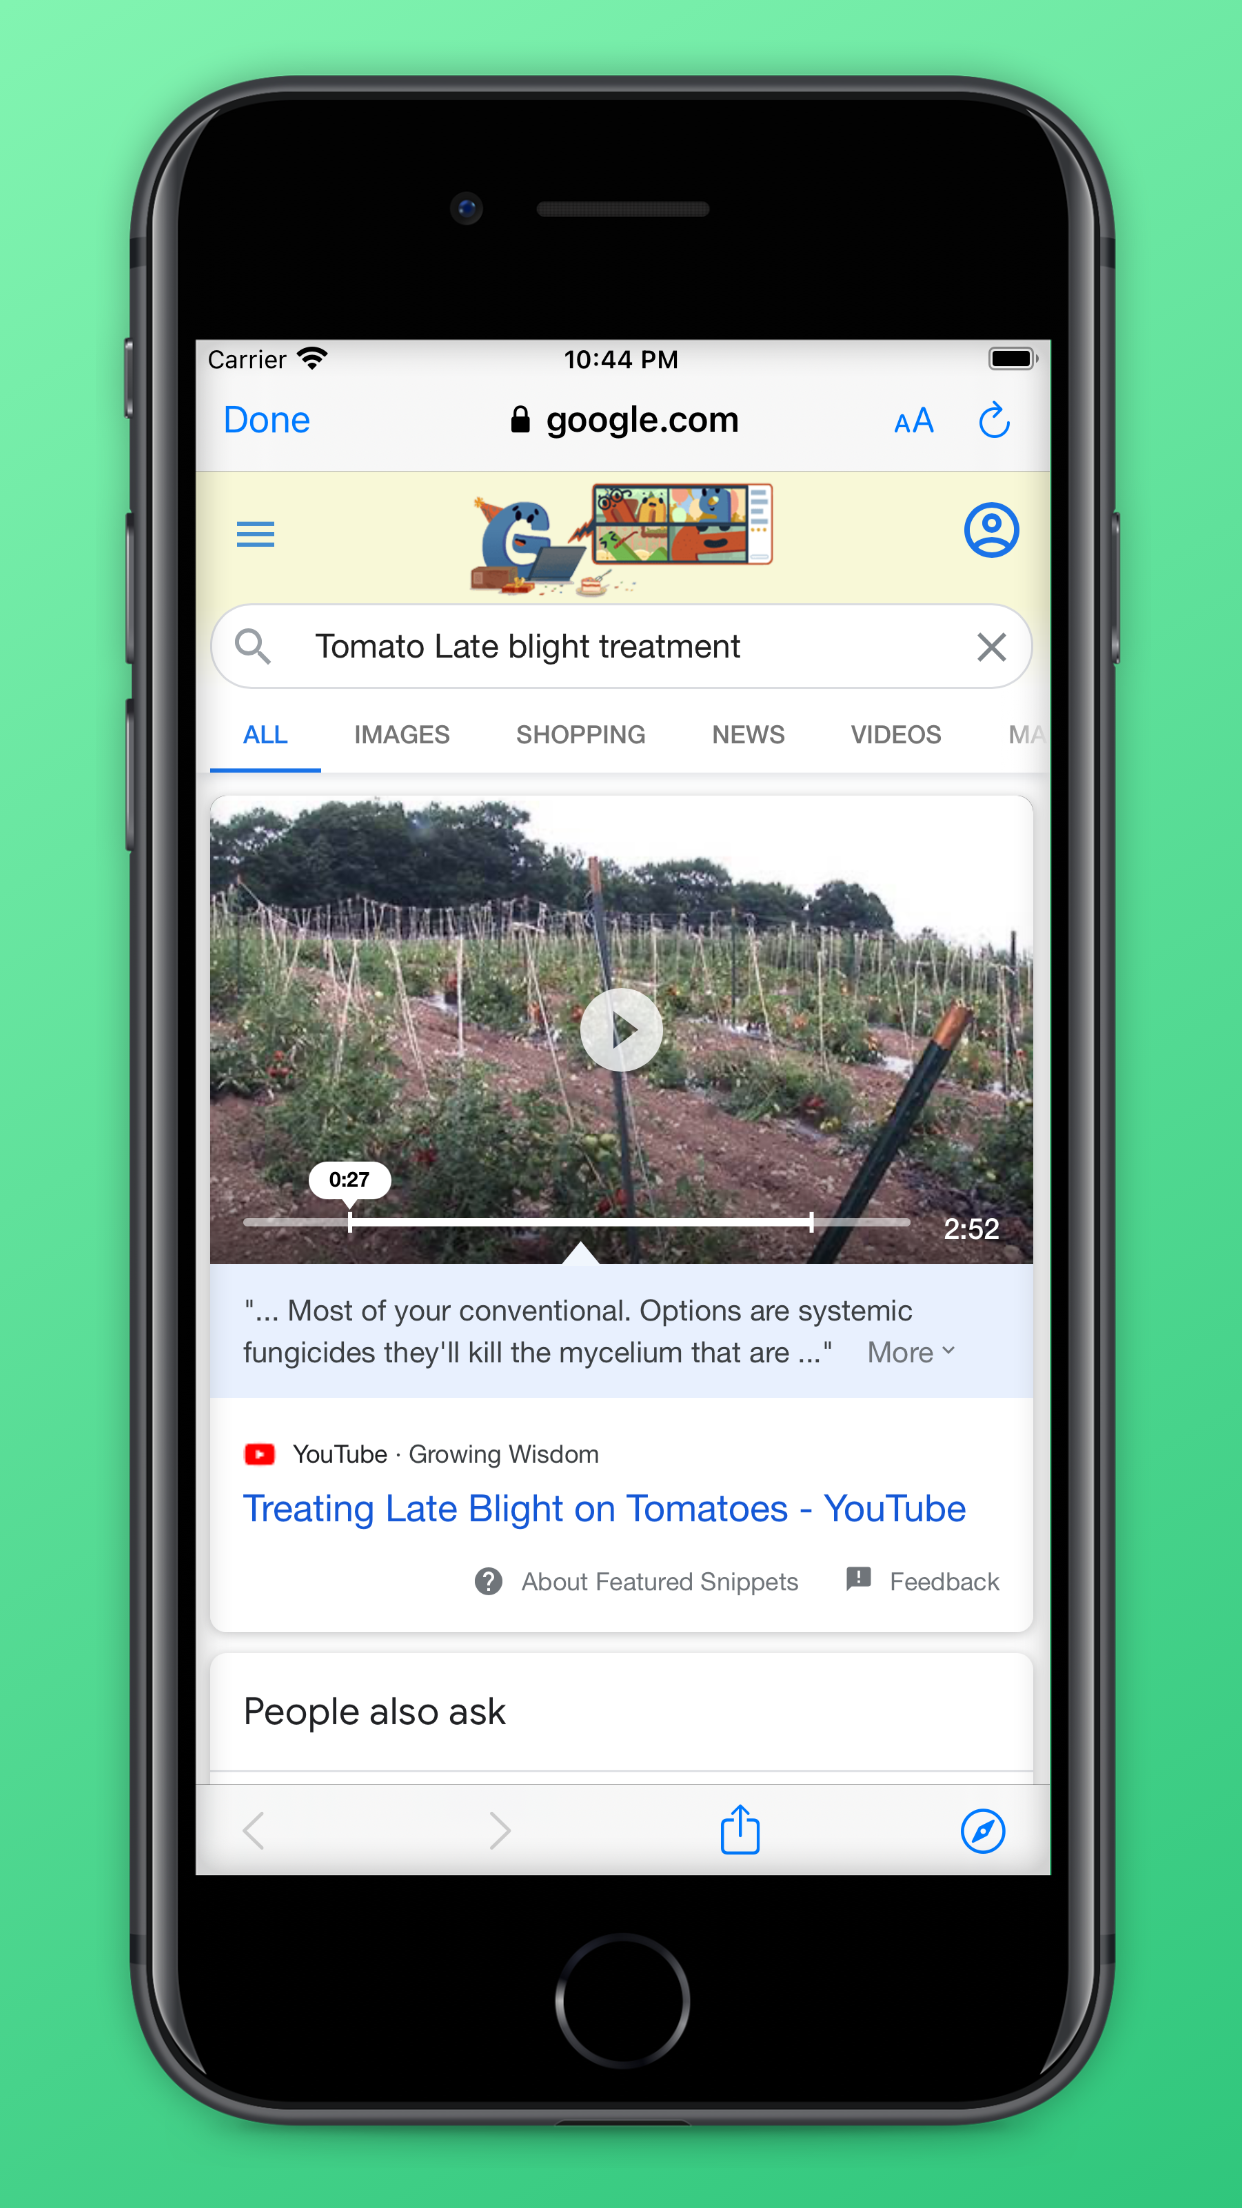 Carrier
10:44 PM
Done
google.com
AA
Tomato Late blight treatment
ALL
IMAGES
SHOPPING
NEWS
VIDEOS
MA
0:27
2:52
"... Most of your conventional. Options are systemic
fungicides they'll kill the mycelium that are ..." More
YouTube · Growing Wisdom
Treating Late Blight on Tomatoes - YouTube
About Featured Snippets
Feedback
People also ask